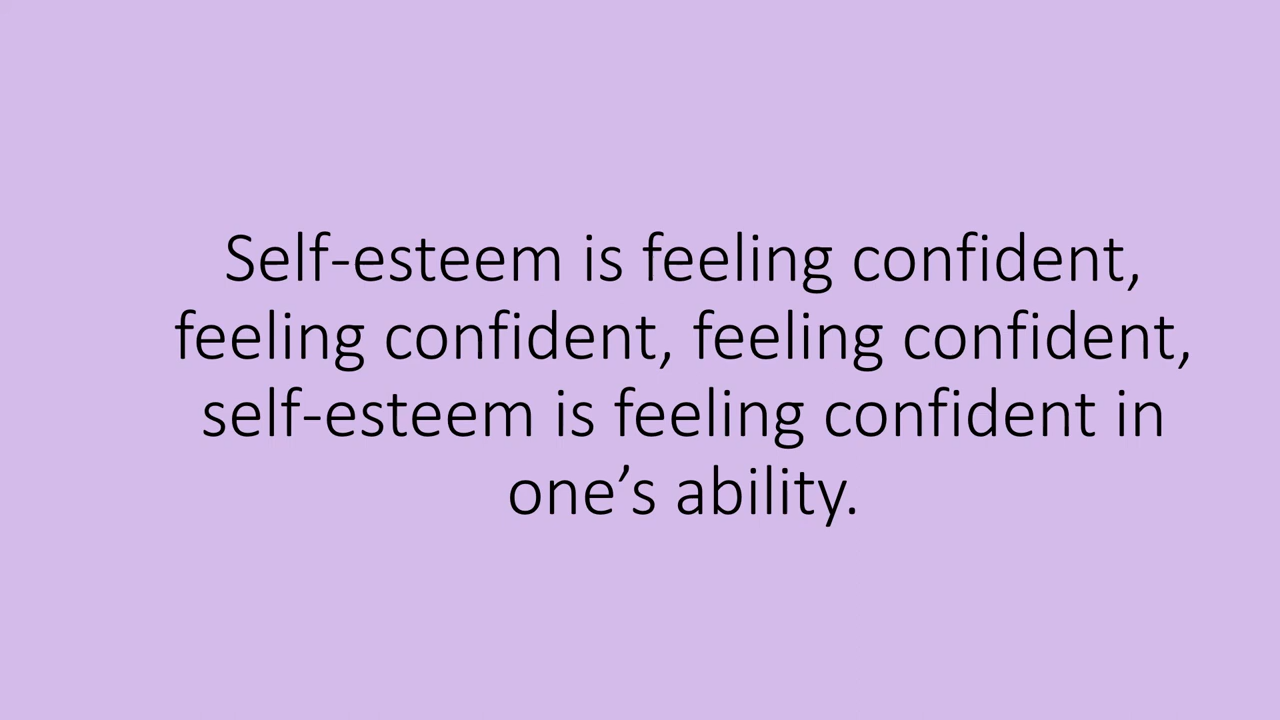 Self-esteem is feeling confident,
feeling confident, feeling confident,
self-esteem is feeling confident in
one’s ability.